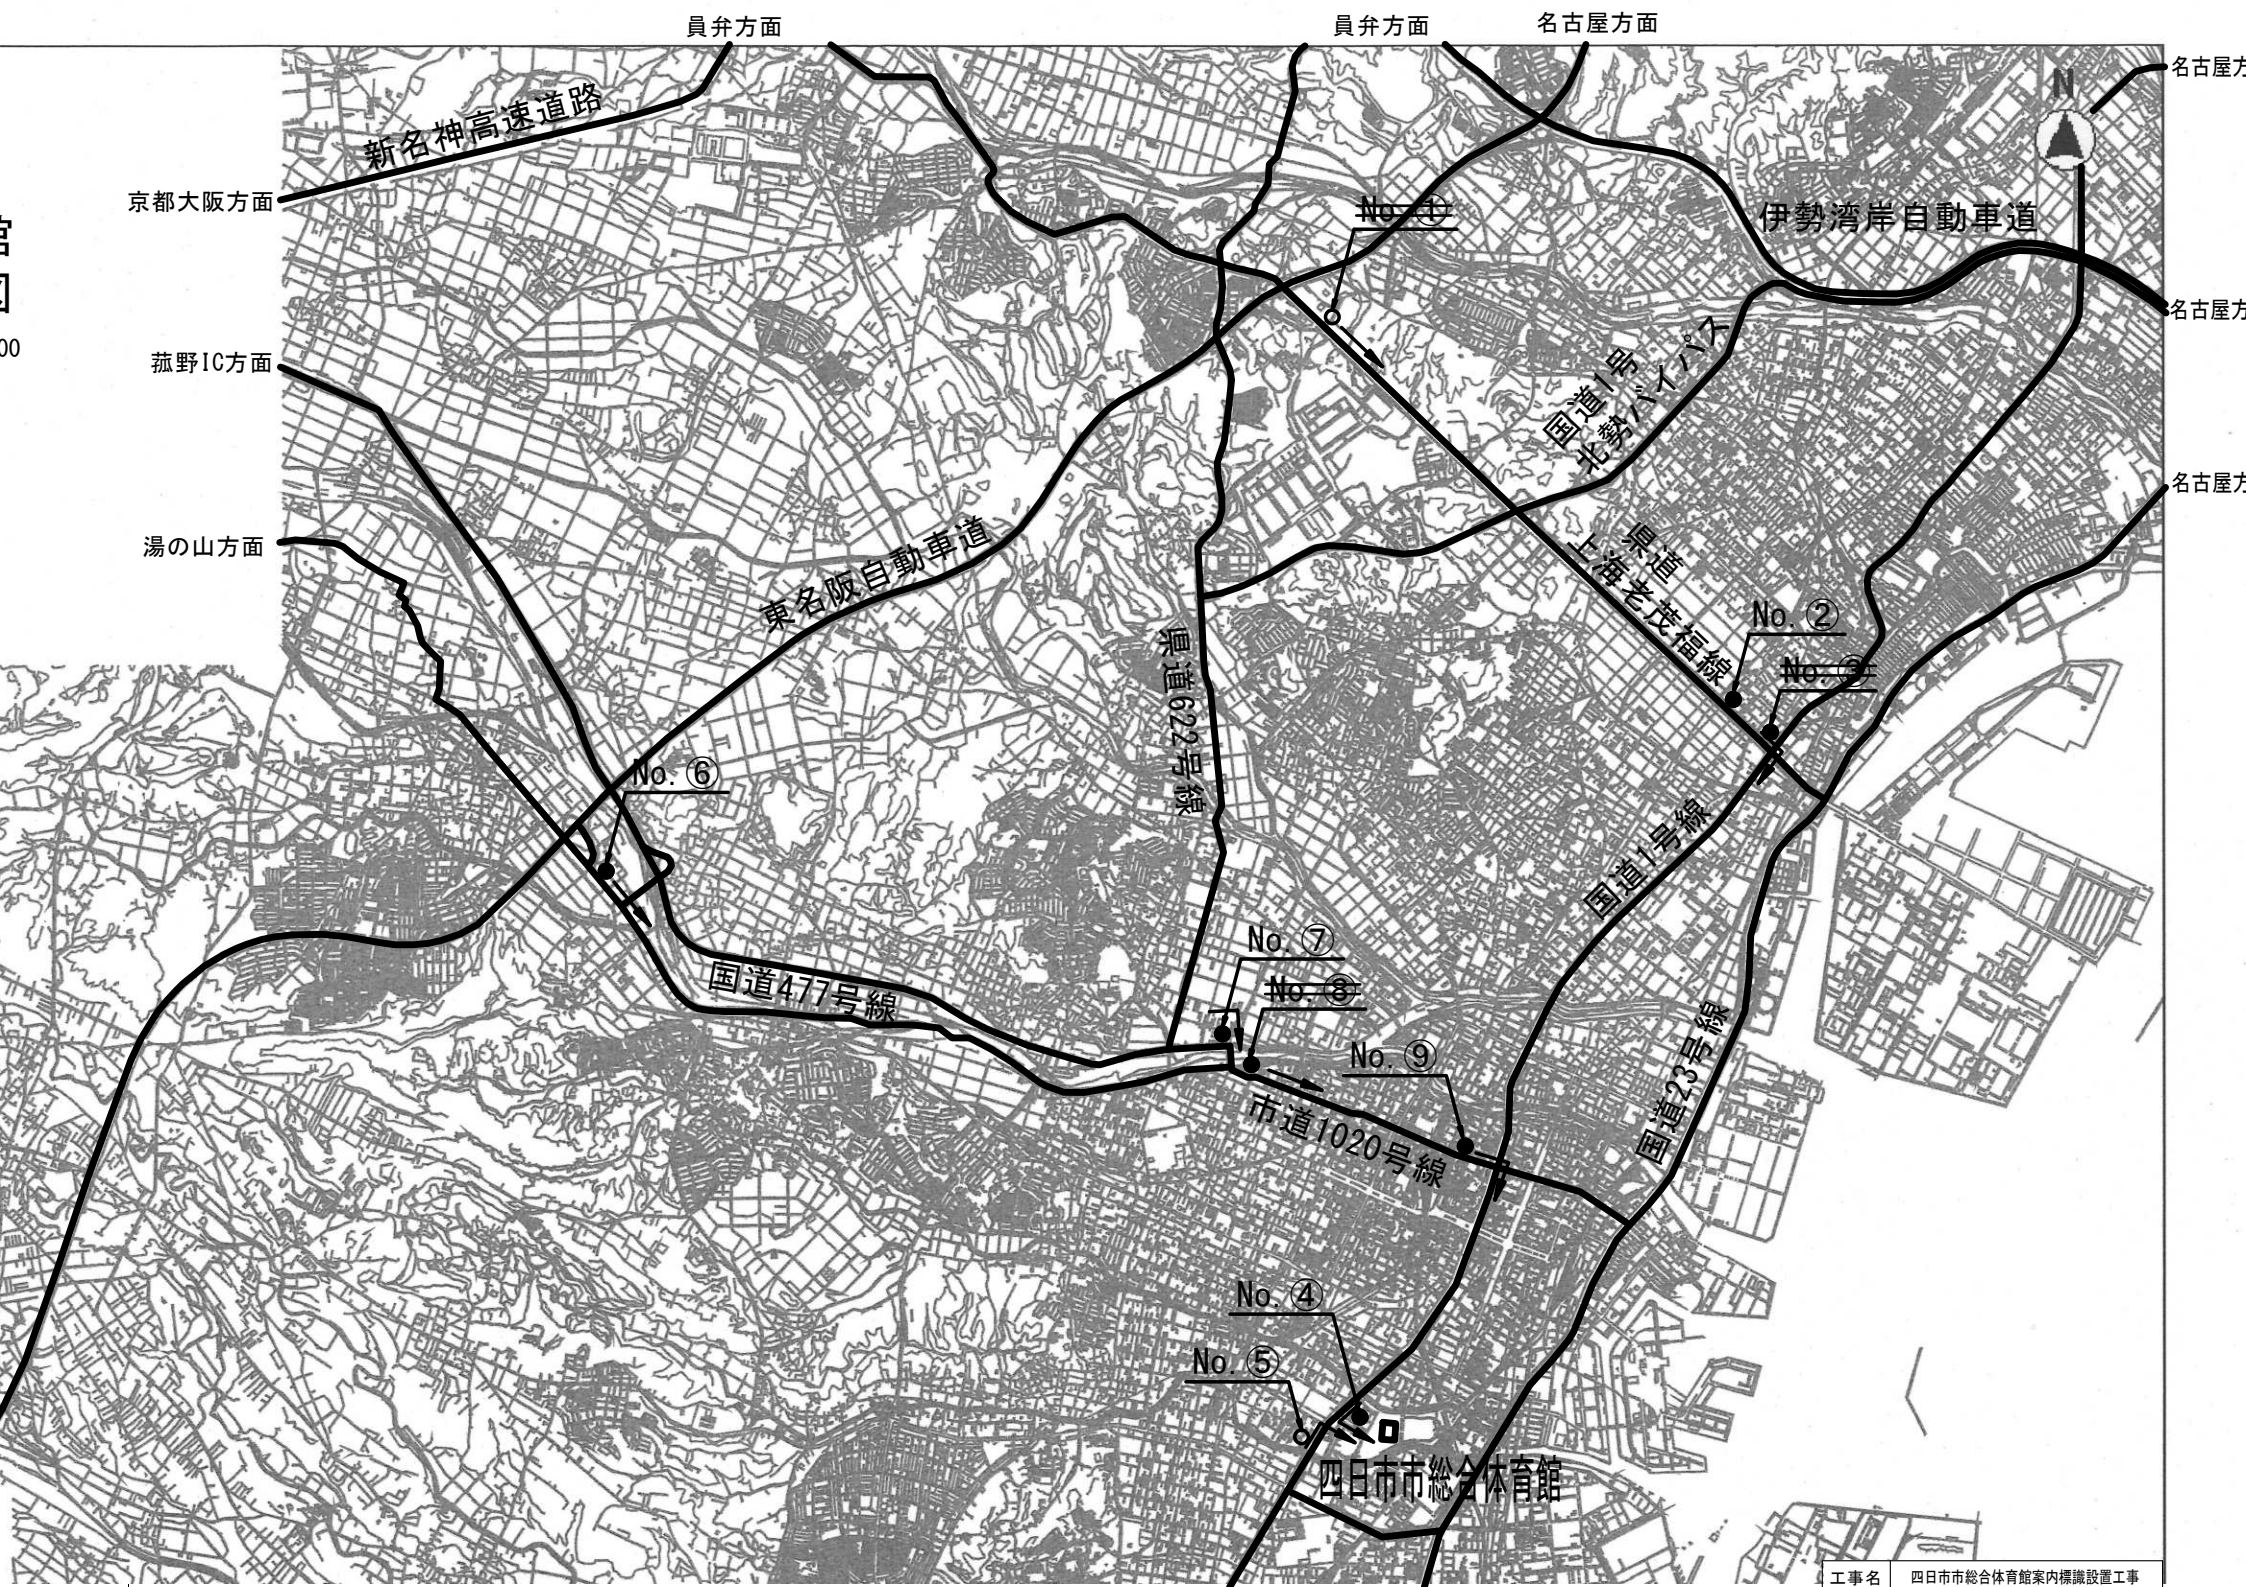 員弁方面
員弁方面
名古屋方面
名古屋方
N
新名神高速道路
京都大阪方面
No. ①
伊勢湾岸自動車道
館
図
00
名古屋方
菰野IC方面
国道1号
北勢バイパス
名古屋方
湯の山方面
東名阪自動車道
県道
上海老茂福線
No. ②
県道622号線
No. ③
No. ⑥
国道1号線
No. ⑦
国道477号線
No. ⑧
No. ⑨
国道23号線
市道1020号線
No. ④
No. ⑤
四日市市総合体育館
工事名 四日市市総合体育館案内標識設置工事